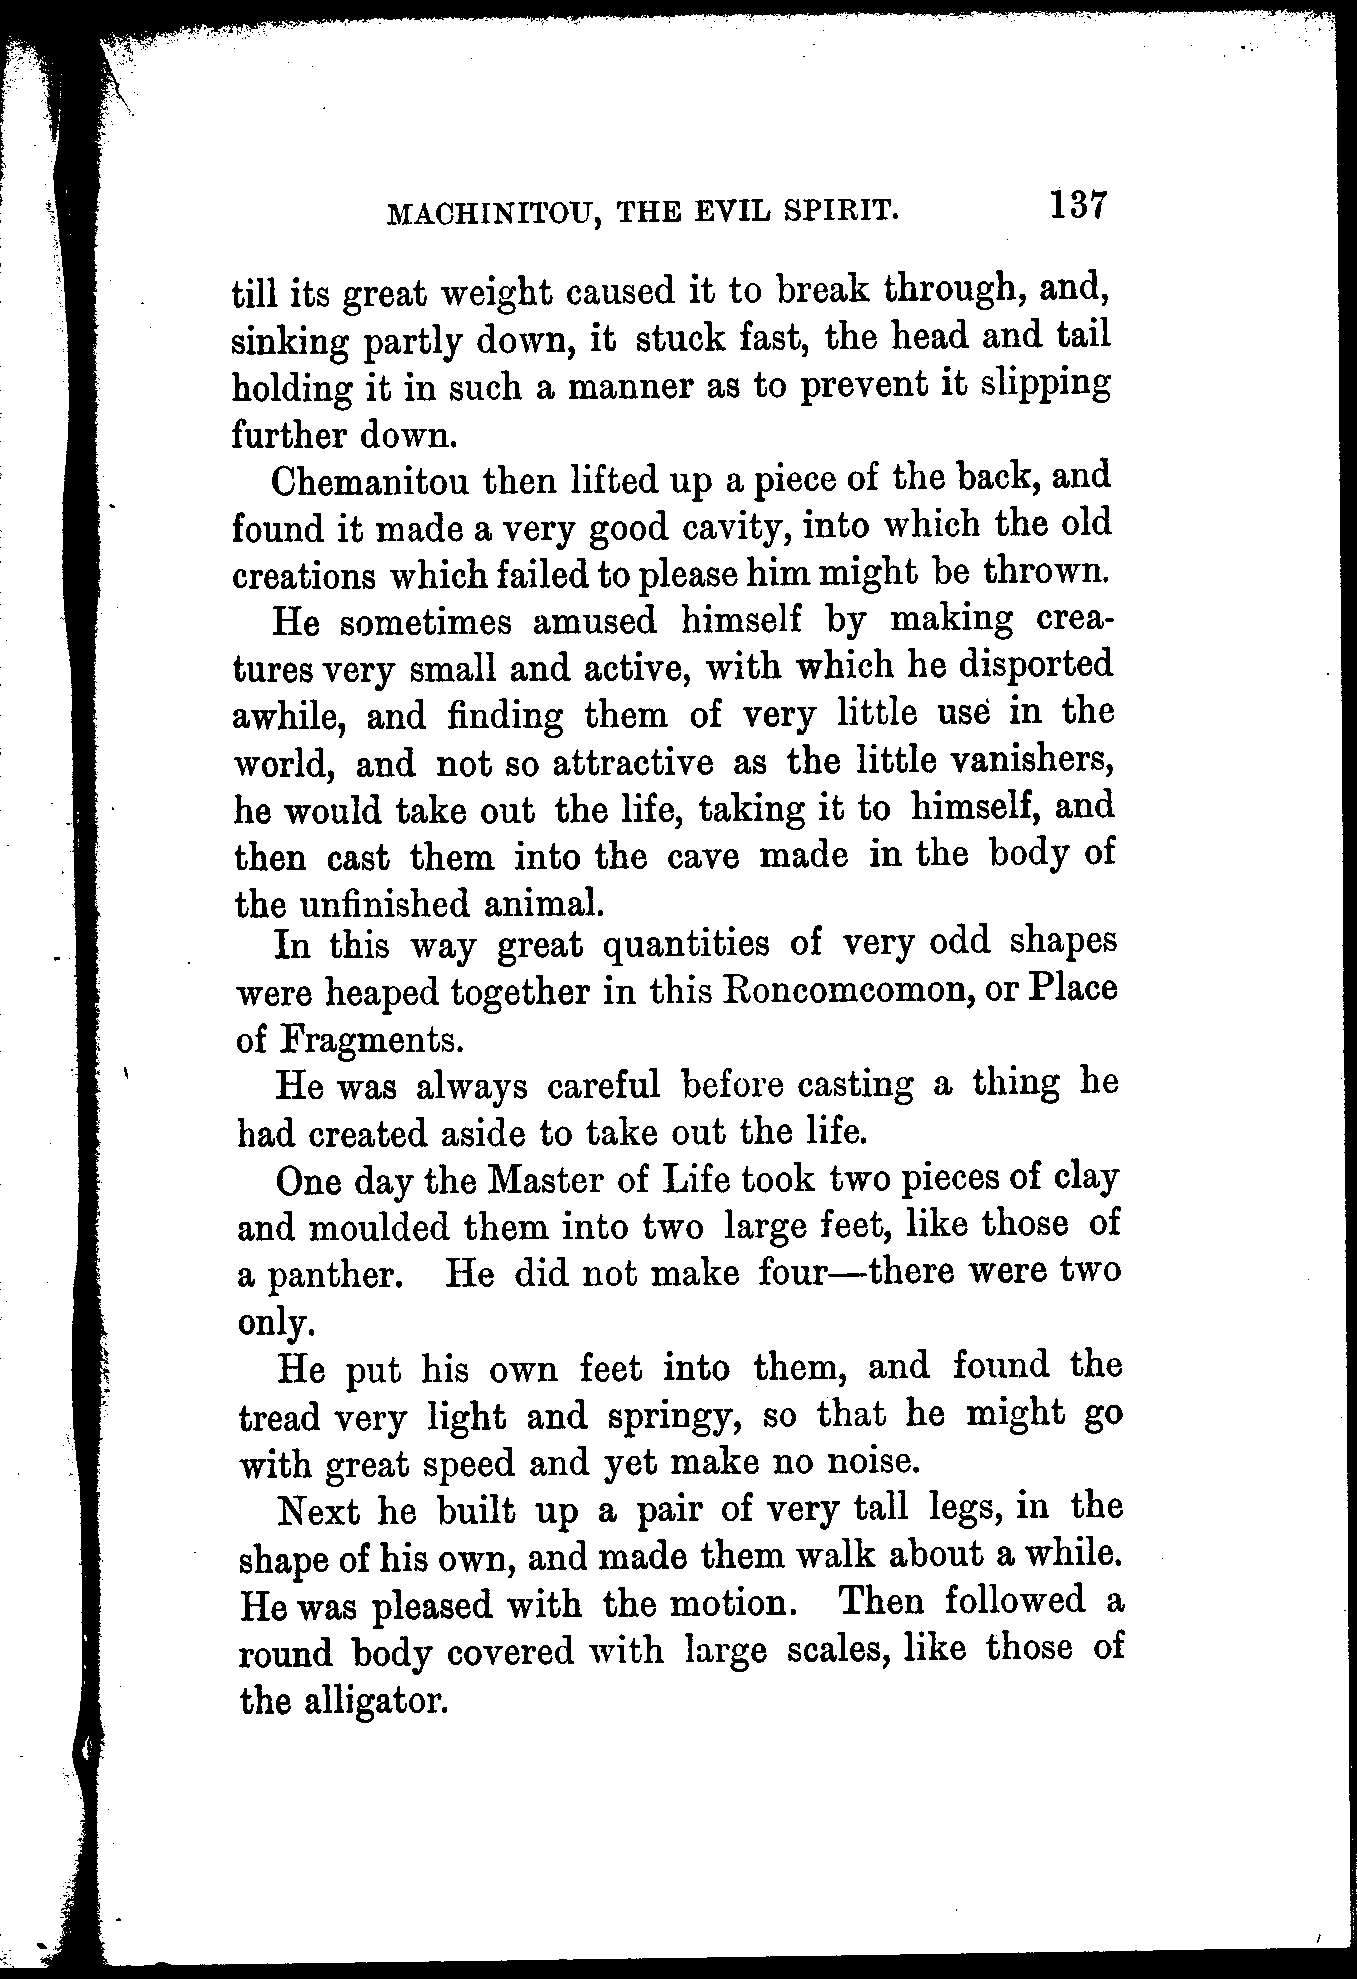 MACHINITOU, THE EVIL SPIRIT. 137
till its great weight caused it to break through, and,
sinking partly down, it stuck fast, the head and tail
holding it in such a manner as to prevent it slipping
further down.
Chemanitou then lifted up a piece of the back, and
found it made a very good cavity, into which the old
creations which failed to please him might be thrown.
He sometimes amused himself by making crea-
tures very small and active, with which he disported
awhile, and finding them of very little use in the
world, and not so attractive as the little vanishers,
he would take out the life, taking it to himself, and
then cast them into the cave made in the body of
the unfinished animal.
In this way great quantities of very odd shapes
were heaped together in this Roncomcomon, or Place
of Fragments.
He was always careful before casting a thing he
had created aside to take out the life.
One day the Master of Life took two pieces of clay
and moulded them into two large feet, like those of
a panther. He did not make four—there were two
only.
He put his own feet into them, and found the
tread very light and springy, so that he might go
with great speed and yet make no noise.
Next he built up a pair of very tall legs, in the
shape of his own, and made them walk about a while.
He was pleased with the motion. Then followed a
round body covered with large scales, like those of
the alligator.